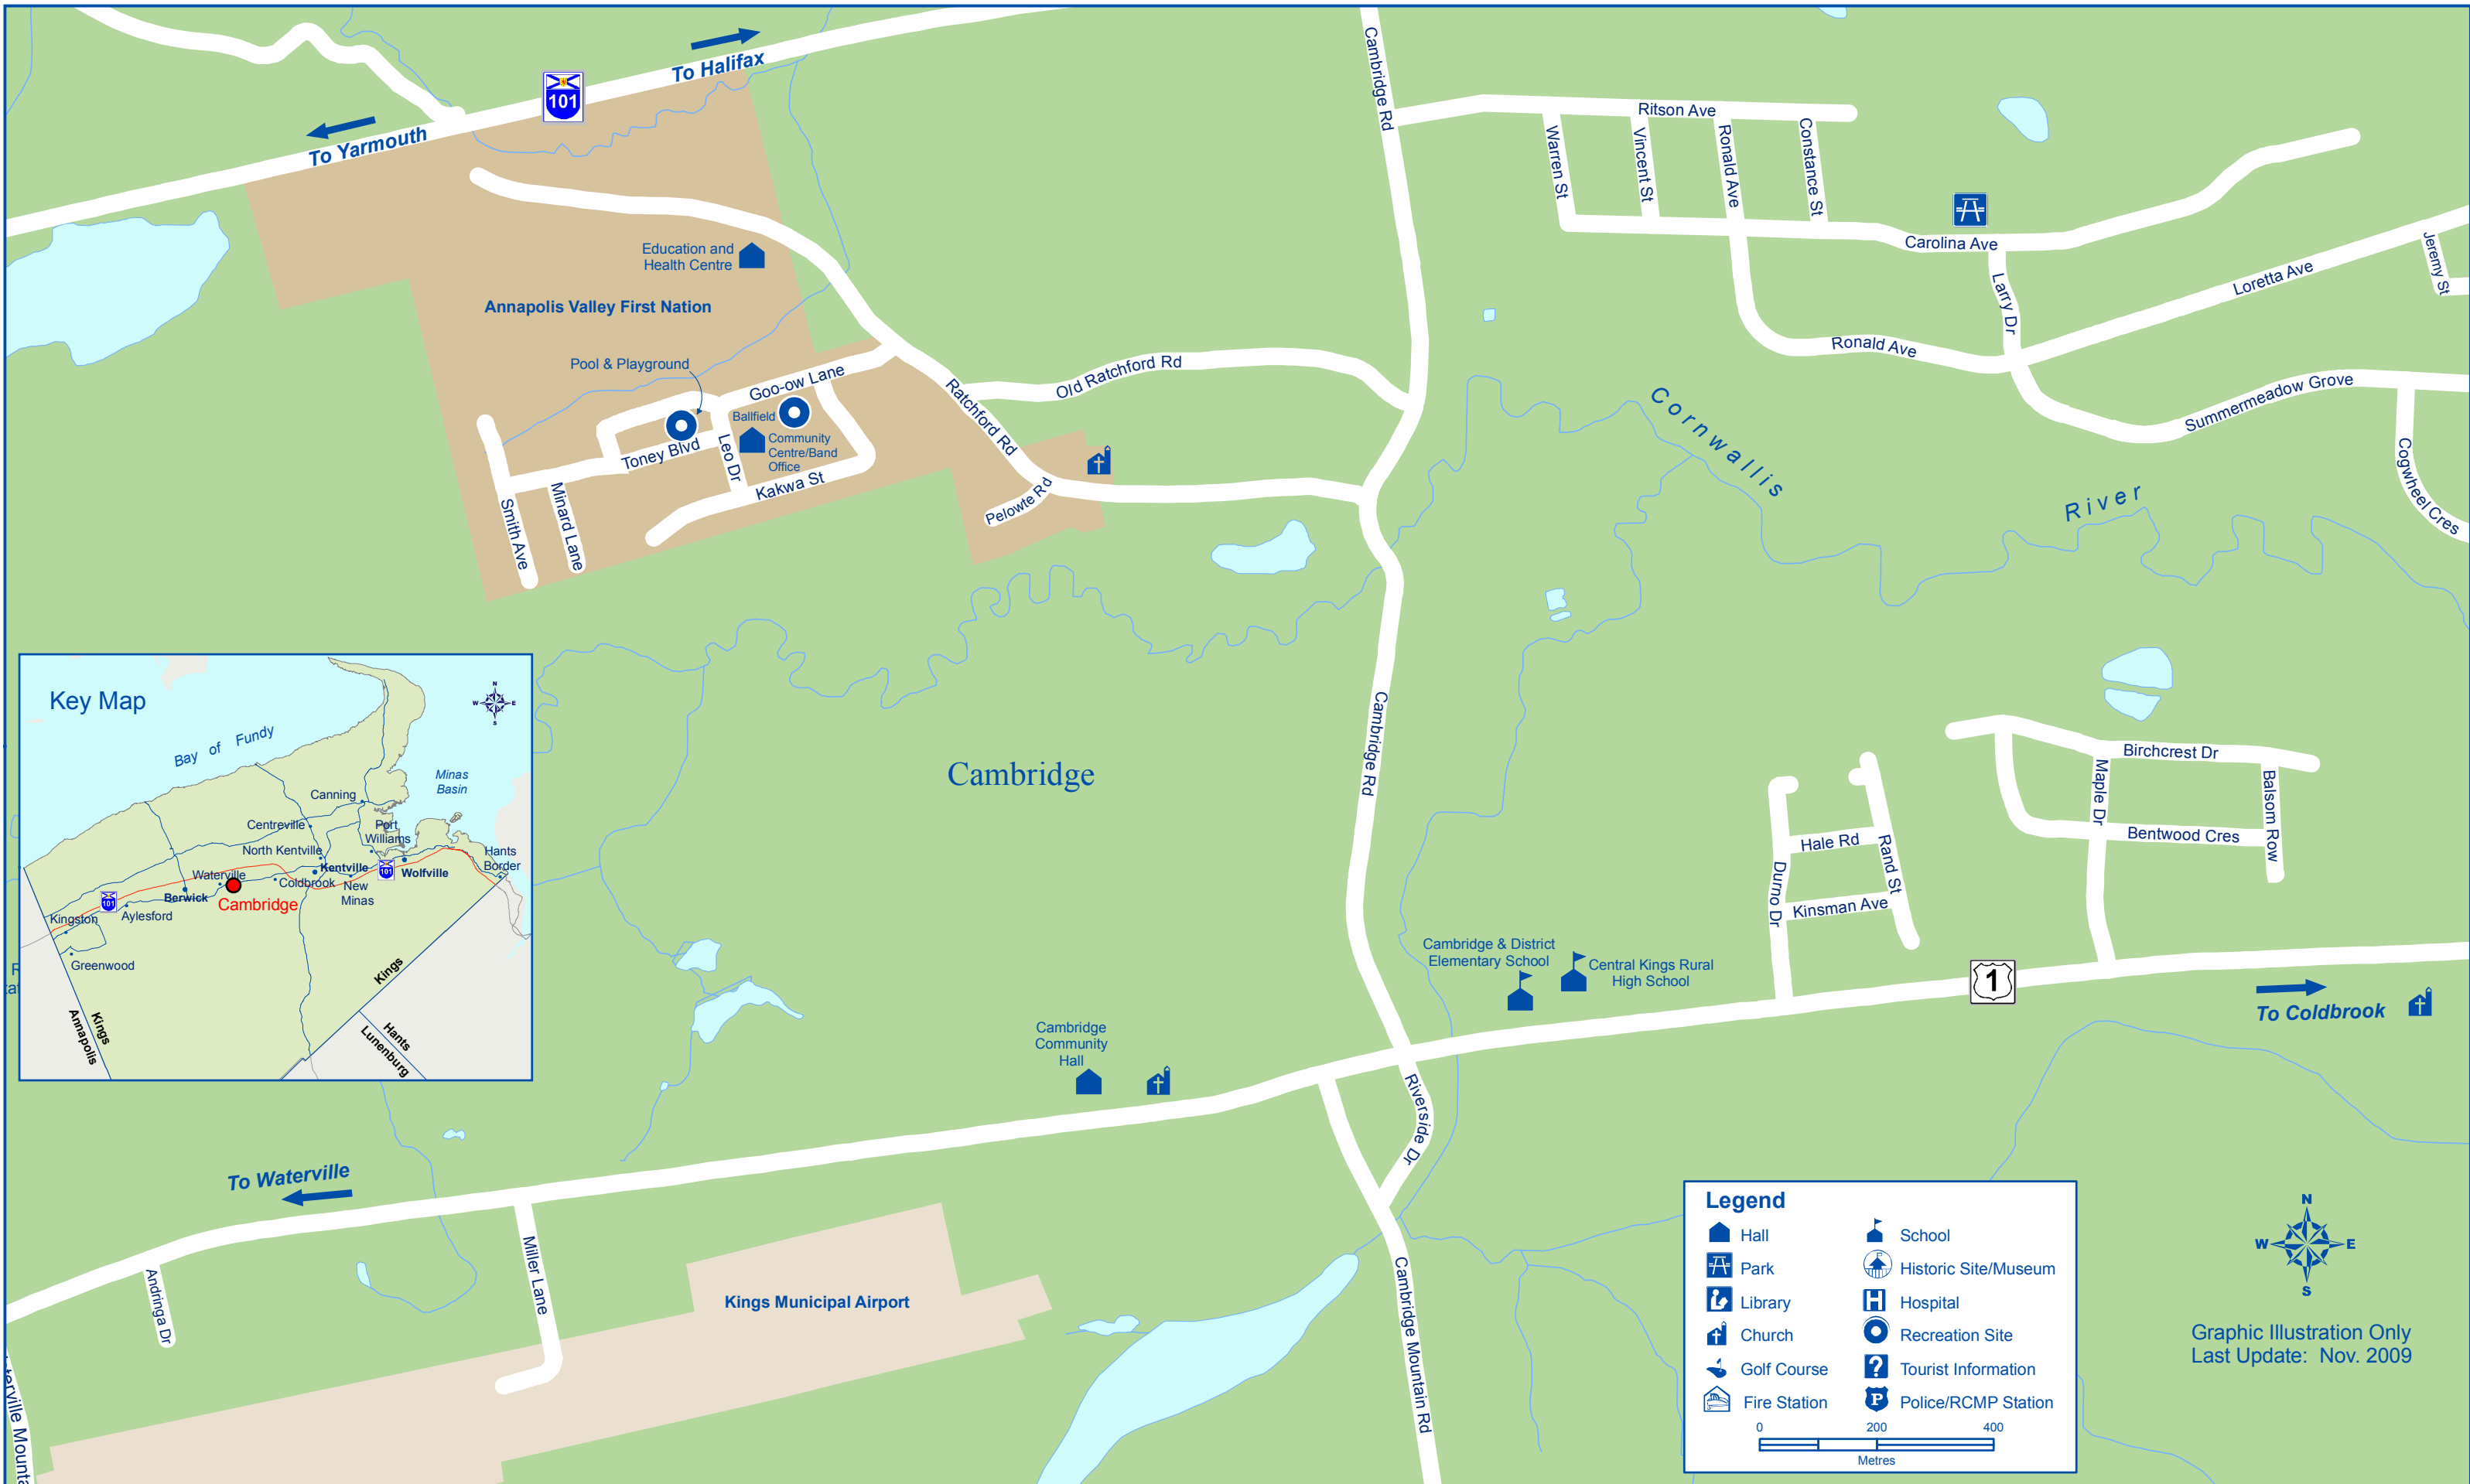 To Halifax
101
To Yarmouth
Cambridge Rd
Ritson Ave
Warren St
Vincent St
Ronald Ave
Constance St
Carolina Ave
Larry Dr
Loretta Ave
Jeremy St
Ronald Ave
Summermeadow Grove
Cogwheel Cres
Education and
Health Centre
Annapolis Valley First Nation
Pool & Playground
Goo-ow Lane
Ballfield
Community
Centre/Band
Office
Toney Blvd
Leo Dr
Kakwa St
Smith Ave
Minard Lane
Ratchford Rd
Old Ratchford Rd
Pelowte Rd
Cornwallis
River
Key Map
N
W
E
S
Bay of Fundy
Minas
Basin
Canning
Centreville
Port
Williams
North Kentville
Kentville
101
Wolfville
Hants
Border
Waterville
Coldbrook
New
Minas
Berwick
Cambridge
101
Kingston
Aylesford
Greenwood
Kings
Annapolis
Kings
Hants
Lunenburg
Cambridge
Cambridge Rd
Birchcrest Dr
Maple Dr
Balsom Row
Bentwood Cres
Hale Rd
Rand St
Durno Dr
Kinsman Ave
Cambridge & District
Elementary School
Central Kings Rural
High School
1
To Coldbrook
Cambridge
Community
Hall
Riverside Dr
To Waterville
Miller Lane
Andringa Dr
Kings Municipal Airport
Cambridge Mountain Rd
Legend
Hall
School
Park
Historic Site/Museum
Library
Hospital
Church
Recreation Site
Golf Course
Tourist Information
Fire Station
Police/RCMP Station
0 200 400
Metres
N
W
E
S
Graphic Illustration Only
Last Update: Nov. 2009